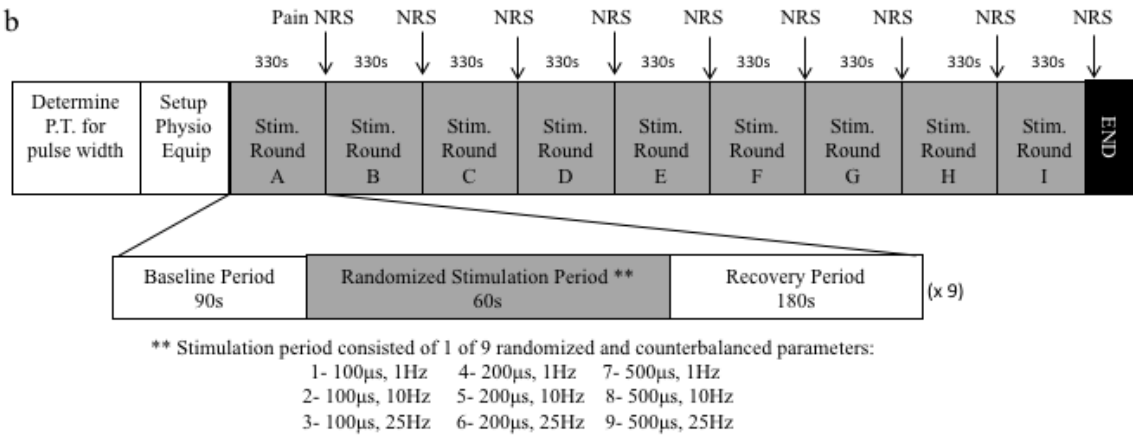 b
Pain NRS NRS NRS NRS NRS NRS NRS NRS NRS
330s 330s 330s 330s 330s 330s 330s 330s 330s
Determine
P.T. for
pulse width
Setup
Physio
Equip
Stim.
Round
A
Stim.
Round
B
Stim.
Round
C
Stim.
Round
D
Stim.
Round
E
Stim.
Round
F
Stim.
Round
G
Stim.
Round
H
Stim.
Round
I
END
Baseline Period
90s
Randomized Stimulation Period **
60s
Recovery Period
180s
(x 9)
** Stimulation period consisted of 1 of 9 randomized and counterbalanced parameters:
1- 100μs, 1Hz 4- 200μs, 1Hz 7- 500μs, 1Hz
2- 100μs, 10Hz 5- 200μs, 10Hz 8- 500μs, 10Hz
3- 100μs, 25Hz 6- 200μs, 25Hz 9- 500μs, 25Hz